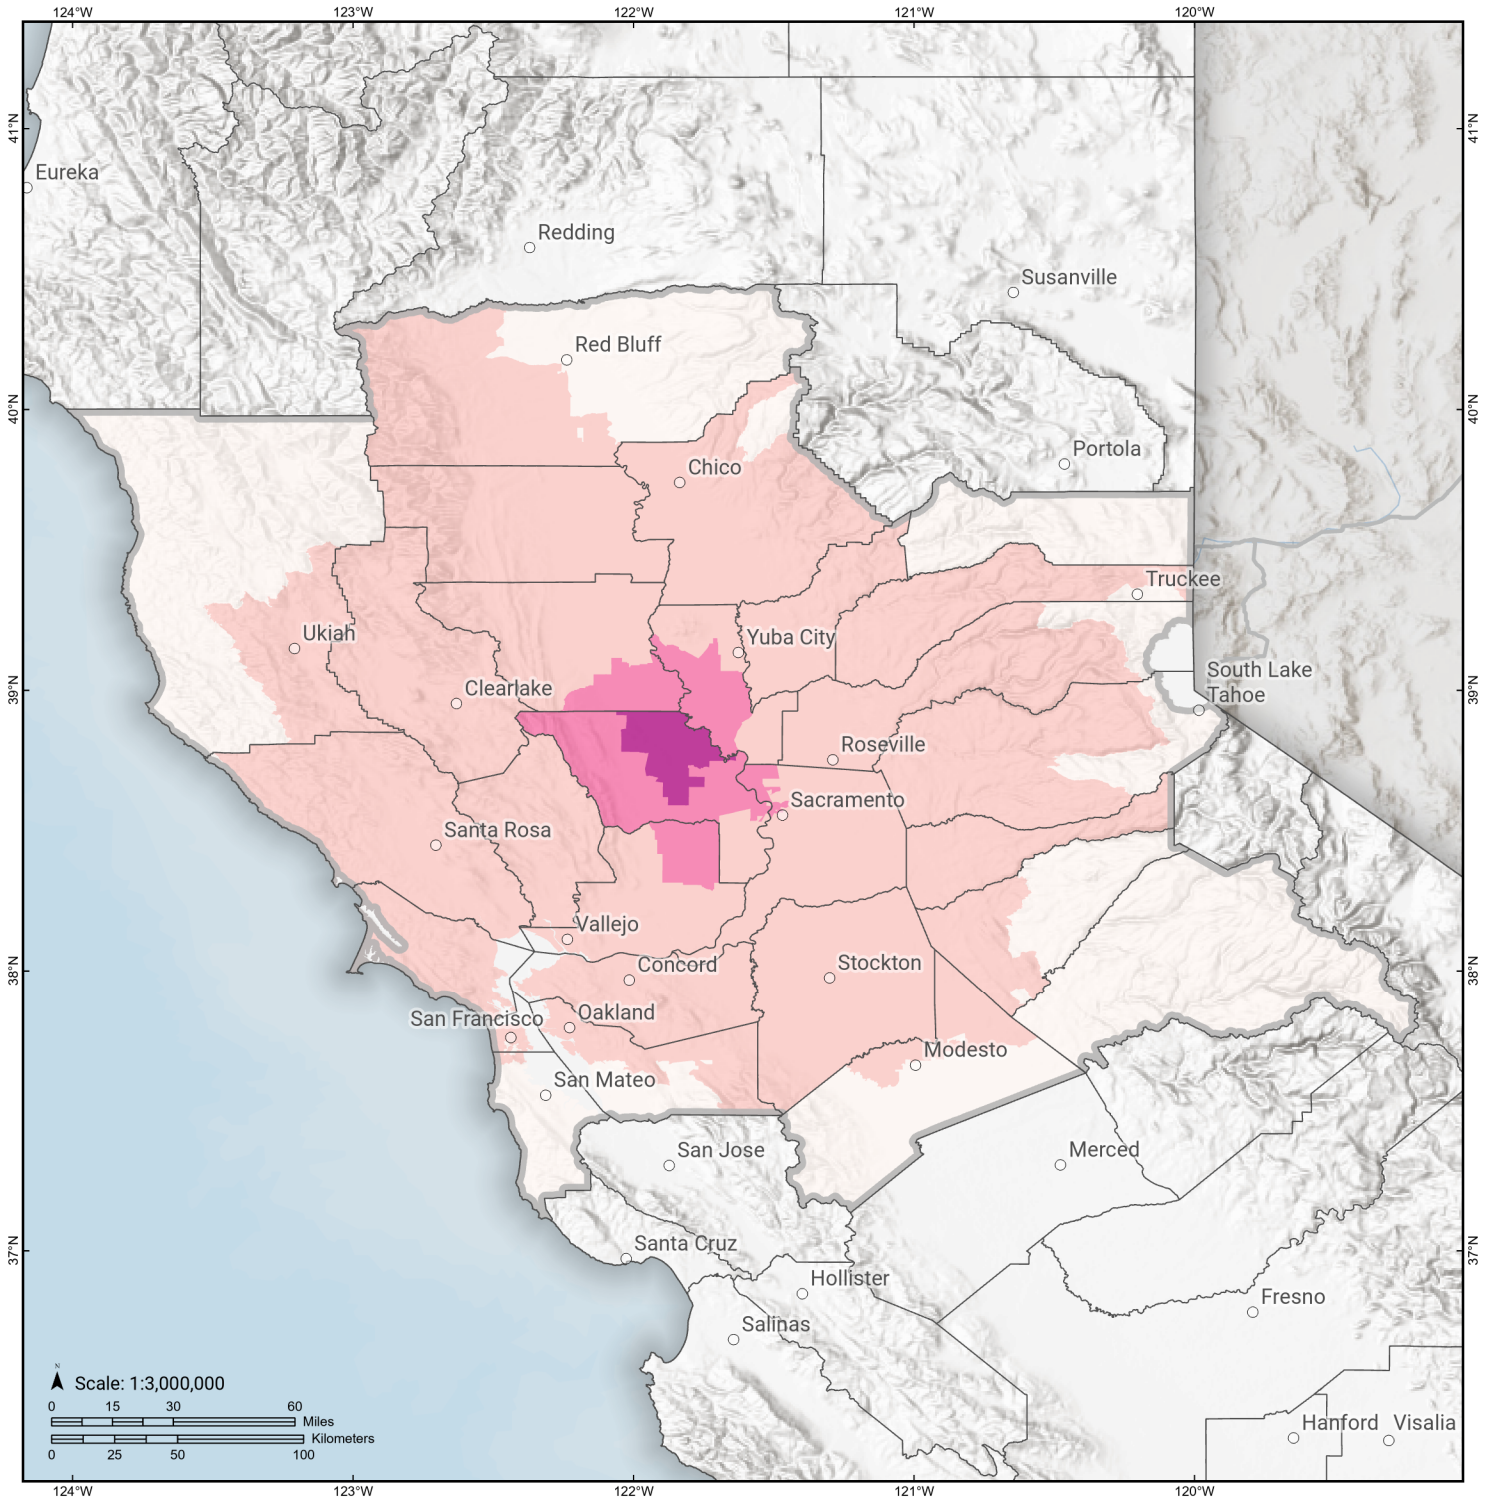 124°W 123°W 122°W 121°W 120°W
41°N 41°N
Eureka
Redding
Susanville
Red Bluff
40°N 40°N
Portola
Chico
Truckee
Ukiah
Yuba City
South Lake
Tahoe
Clearlake
39°N 39°N
Roseville
Sacramento
Santa Rosa
Vallejo
Concord
Stockton
38°N 38°N
San Francisco
Oakland
Modesto
San Mateo
San Jose
Merced
Santa Cruz
37°N 37°N
Hollister
Fresno
Salinas
N
Scale: 1:3,000,000
0 15 30 60
Miles
Kilometers
0 25 50 100
Hanford Visalia
124°W 123°W 122°W 121°W 120°W